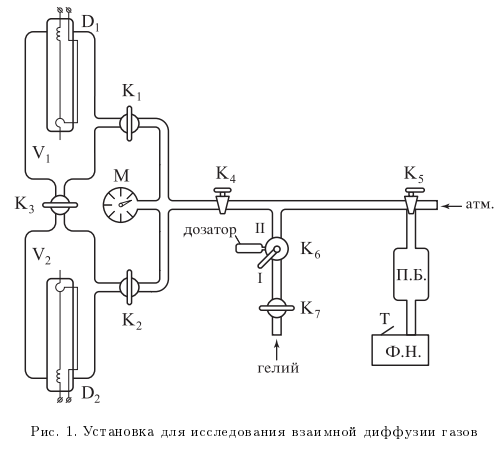 D₁
K₁
V₁
M
K₄
K₅
K₃
атм.
дозатор
II
V₂
K₆
I
П.Б.
K₂
K₇
T
Ф.Н.
гелий
D₂
Рис. 1. Установка для исследования взаимной диффузии газов